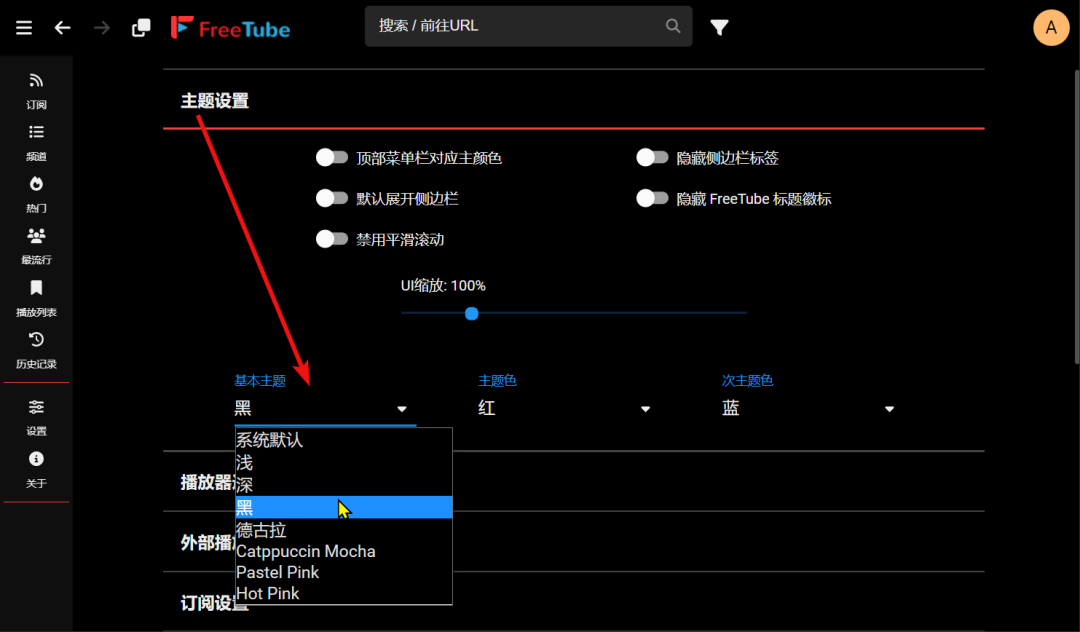 FreeTube
搜索 / 前往URL
A
订阅
频道
热门
最流行
播放列表
历史记录
设置
关于
主题设置
顶部菜单栏对应主颜色
隐藏侧边栏标签
默认展开侧边栏
隐藏 FreeTube 标题徽标
禁用平滑滚动
UI缩放: 100%
基本主题
主题色
次主题色
黑
红
蓝
系统默认
浅
深
黑
德古拉
Catppuccin Mocha
Pastel Pink
Hot Pink
播放器
外部播
订阅设置